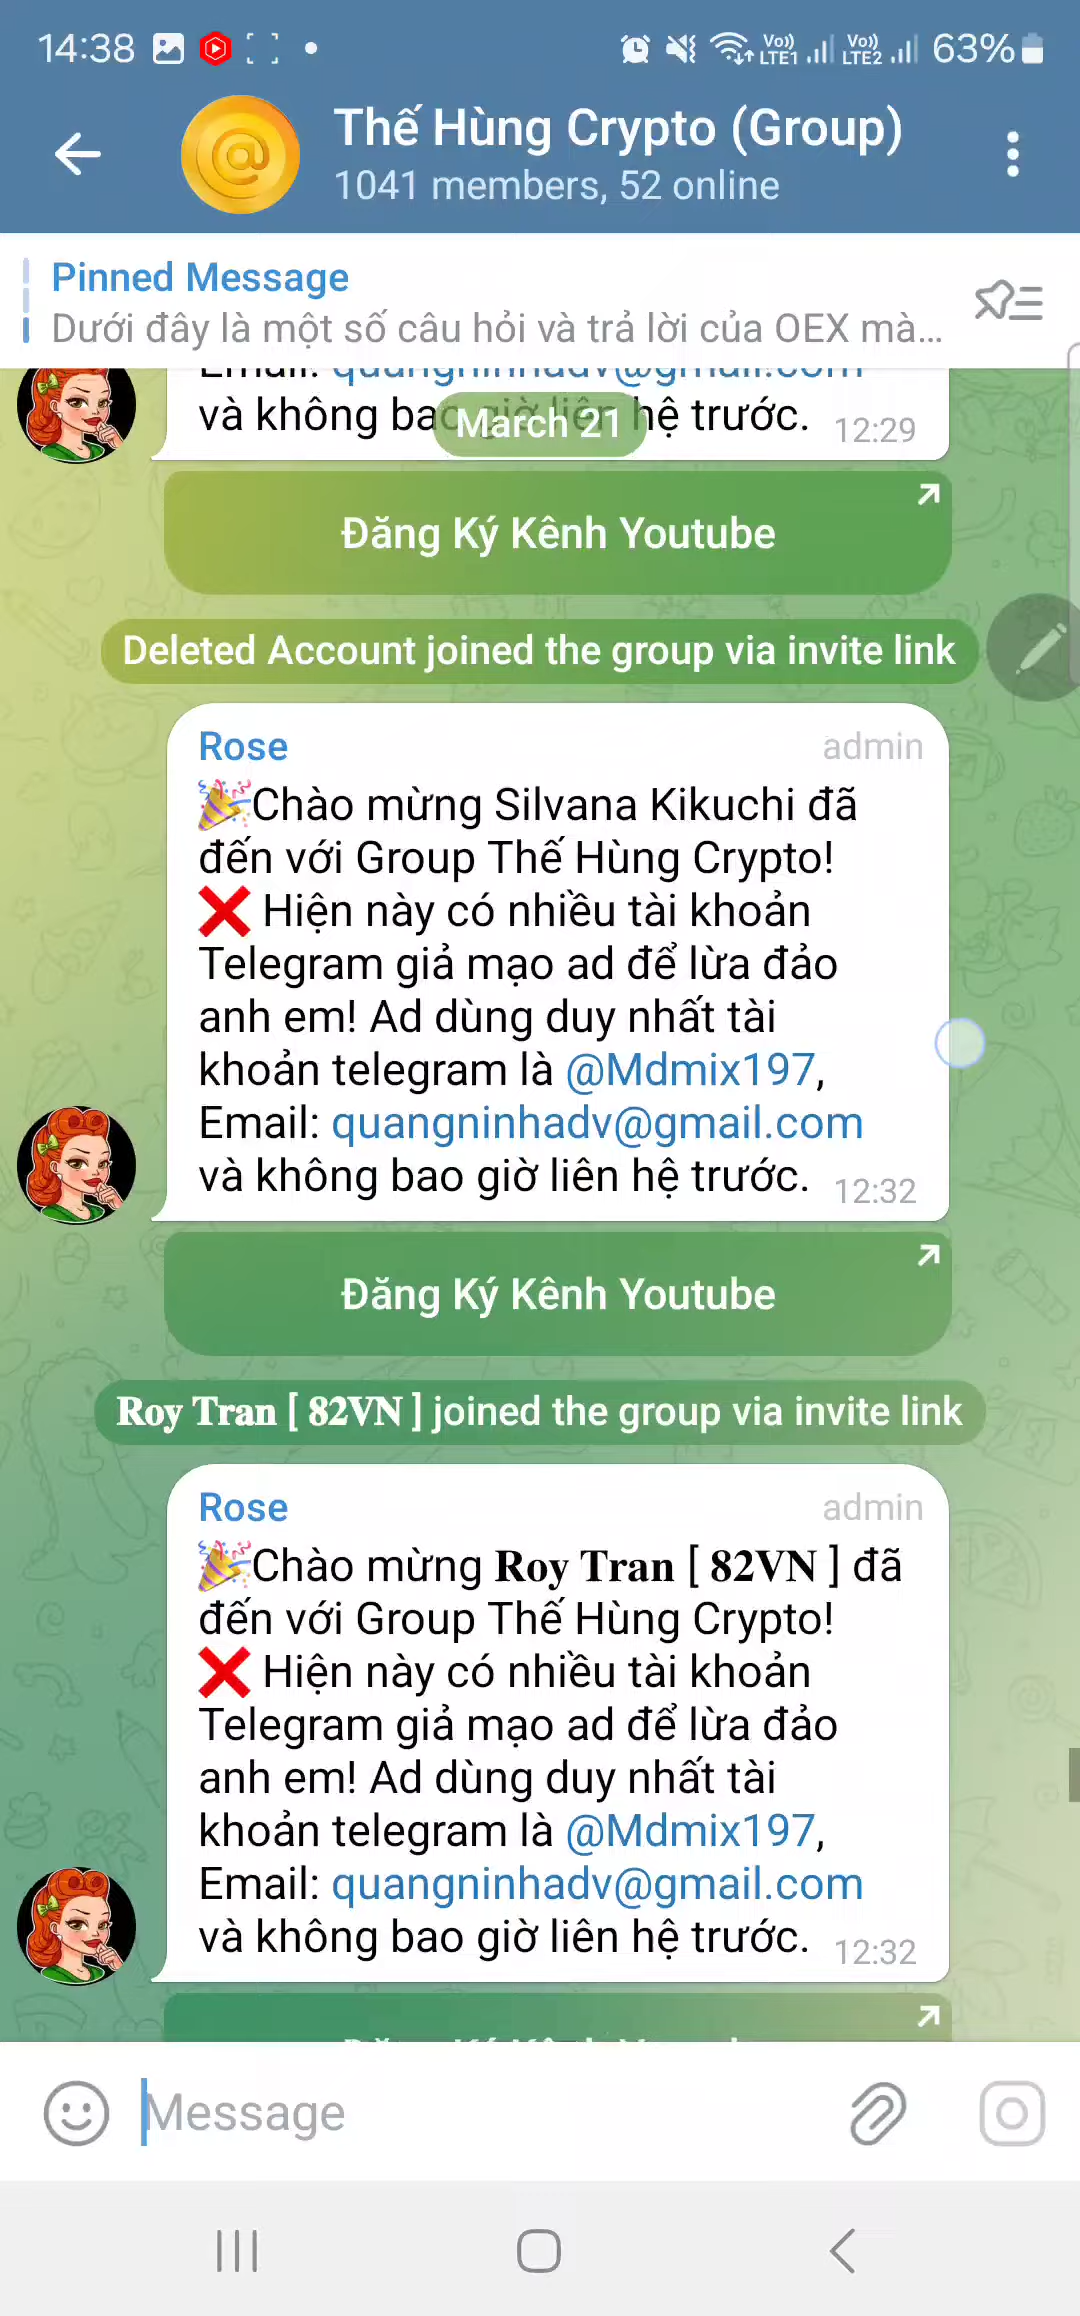 14:38
Vo)) LTE1 Vo)) LTE2 63%
Thế Hùng Crypto (Group)
1041 members, 52 online
Pinned Message
Dưới đây là một số câu hỏi và trả lời của OEX mà...
Email: quangninhadv@gmail.com
và không bao giờ liên hệ trước. 12:29
March 21
Đăng Ký Kênh Youtube
Deleted Account joined the group via invite link
Rose admin
🎉Chào mừng Silvana Kikuchi đã
đến với Group Thế Hùng Crypto!
❌ Hiện này có nhiều tài khoản
Telegram giả mạo ad để lừa đảo
anh em! Ad dùng duy nhất tài
khoản telegram là @Mdmix197,
Email: quangninhadv@gmail.com
và không bao giờ liên hệ trước. 12:32
Đăng Ký Kênh Youtube
Roy Tran [ 82VN ] joined the group via invite link
Rose admin
🎉Chào mừng Roy Tran [ 82VN ] đã
đến với Group Thế Hùng Crypto!
❌ Hiện này có nhiều tài khoản
Telegram giả mạo ad để lừa đảo
anh em! Ad dùng duy nhất tài
khoản telegram là @Mdmix197,
Email: quangninhadv@gmail.com
và không bao giờ liên hệ trước. 12:32
Message